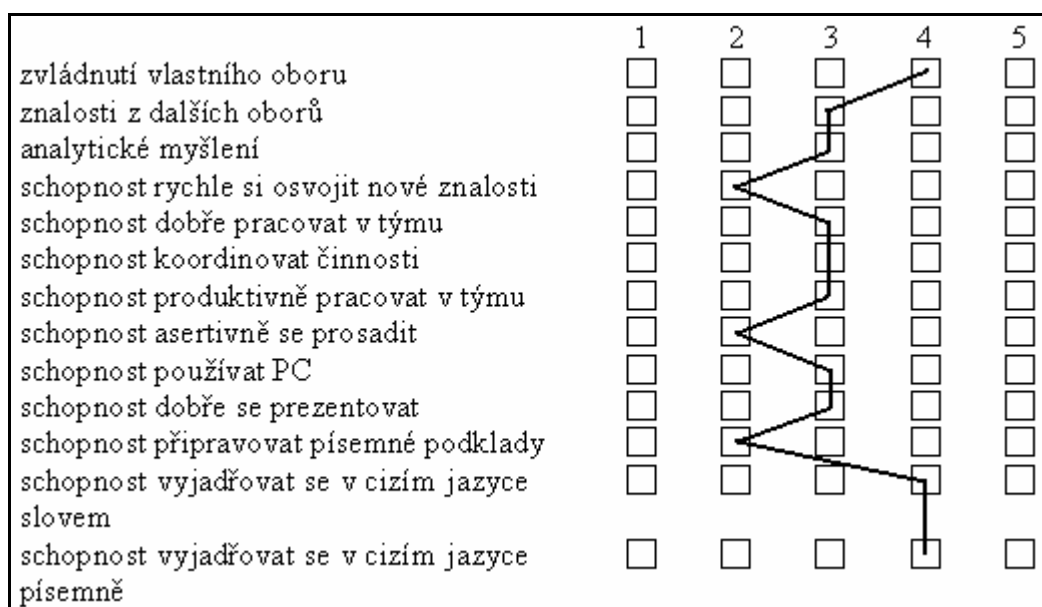 1 2 3 4 5
zvládnutí vlastního oboru
znalosti z dalších oborů
analytické myšlení
schopnost rychle si osvojit nové znalosti
schopnost dobře pracovat v týmu
schopnost koordinovat činnosti
schopnost produktivně pracovat v týmu
schopnost asertivně se prosadit
schopnost používat PC
schopnost dobře se prezentovat
schopnost připravovat písemné podklady
schopnost vyjadřovat se v cizím jazyce
slovem
schopnost vyjadřovat se v cizím jazyce
písemně